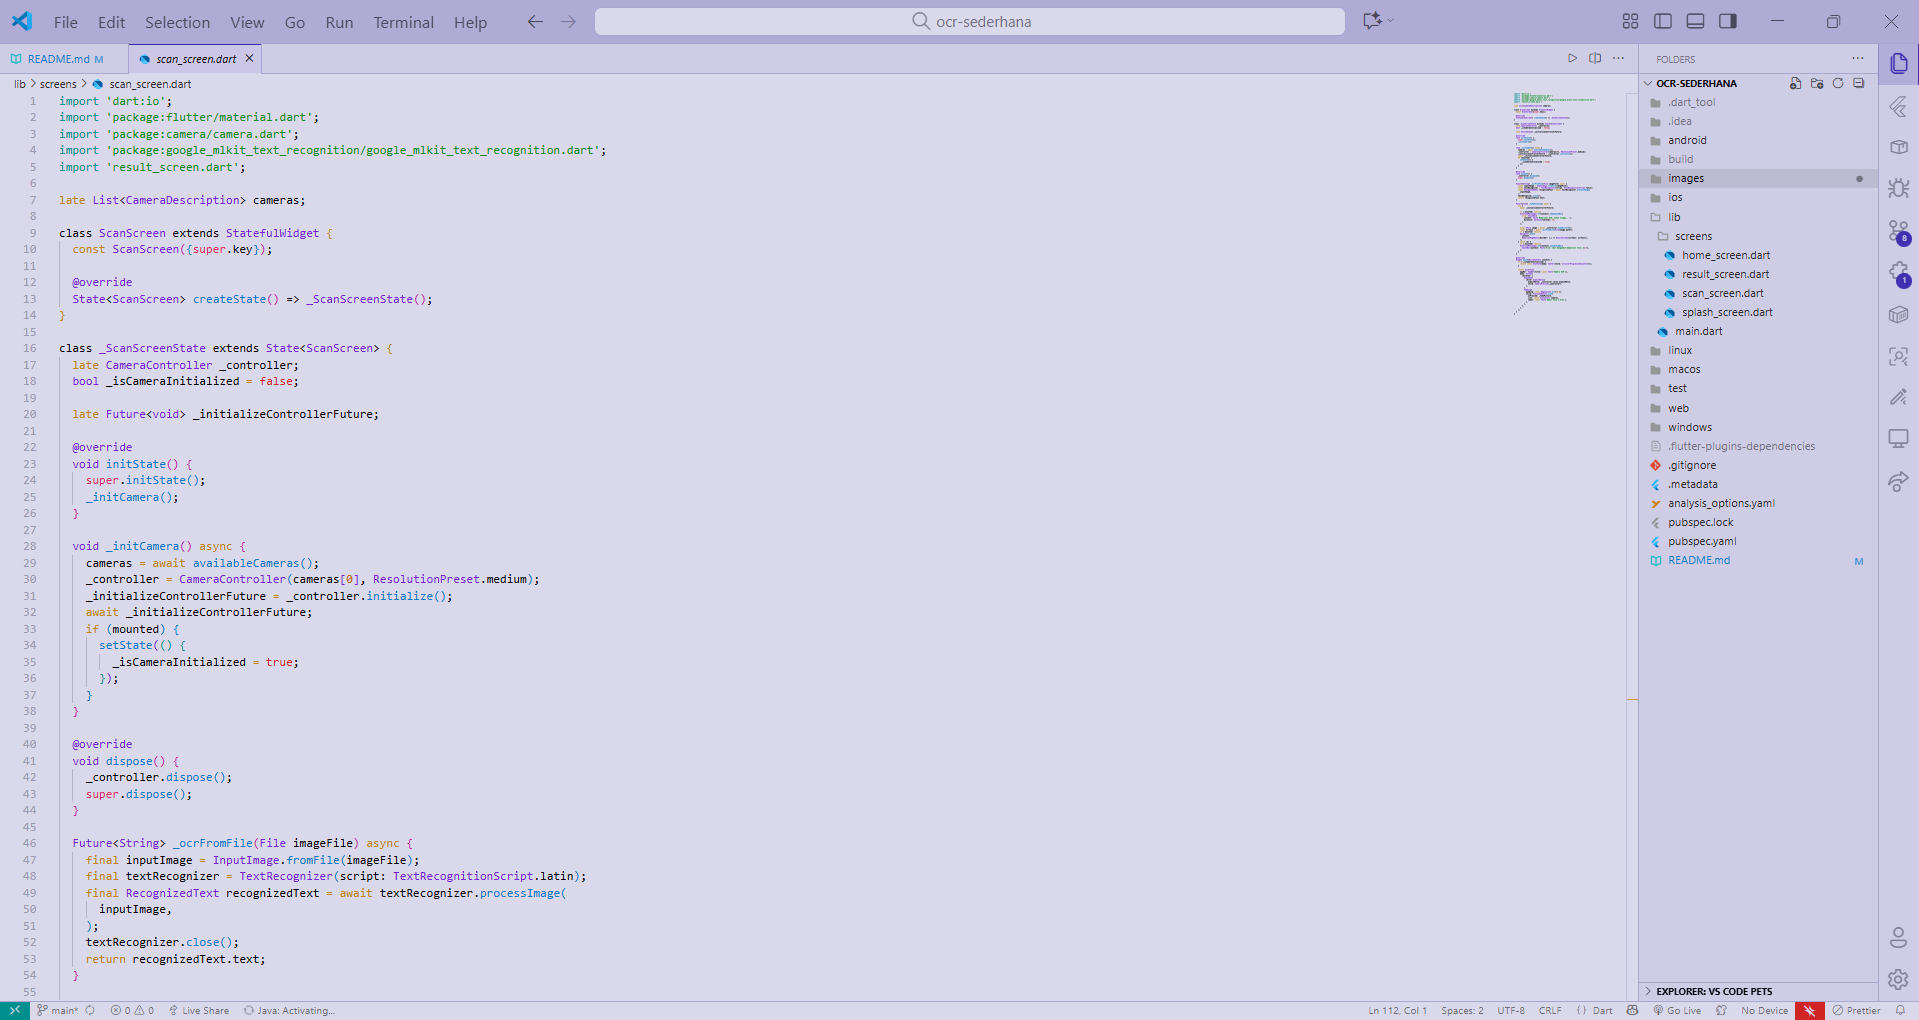 File Edit Selection View Go Run Terminal Help
ocr-sederhana
README.md M
scan_screen.dart
lib > screens > scan_screen.dart
1 import 'dart:io';
2 import 'package:flutter/material.dart';
3 import 'package:camera/camera.dart';
4 import 'package:google_mlkit_text_recognition/google_mlkit_text_recognition.dart';
5 import 'result_screen.dart';
6
7 late List<CameraDescription> cameras;
8
9 class ScanScreen extends StatefulWidget {
10 const ScanScreen({super.key});
11
12 @override
13 State<ScanScreen> createState() => _ScanScreenState();
14 }
15
16 class _ScanScreenState extends State<ScanScreen> {
17 late CameraController _controller;
18 bool _isCameraInitialized = false;
19
20 late Future<void> _initializeControllerFuture;
21
22 @override
23 void initState() {
24 super.initState();
25 _initCamera();
26 }
27
28 void _initCamera() async {
29 cameras = await availableCameras();
30 _controller = CameraController(cameras[0], ResolutionPreset.medium);
31 _initializeControllerFuture = _controller.initialize();
32 await _initializeControllerFuture;
33 if (mounted) {
34 setState(() {
35 _isCameraInitialized = true;
36 });
37 }
38 }
39
40 @override
41 void dispose() {
42 _controller.dispose();
43 super.dispose();
44 }
45
46 Future<String> _ocrFromFile(File imageFile) async {
47 final inputImage = InputImage.fromFile(imageFile);
48 final textRecognizer = TextRecognizer(script: TextRecognitionScript.latin);
49 final RecognizedText recognizedText = await textRecognizer.processImage(
50 inputImage,
51 );
52 textRecognizer.close();
53 return recognizedText.text;
54 }
55
FOLDERS
OCR-SEDERHANA
.dart_tool
.idea
android
build
images
ios
lib
screens
home_screen.dart
result_screen.dart
scan_screen.dart
splash_screen.dart
main.dart
linux
macos
test
web
windows
.flutter-plugins-dependencies
.gitignore
.metadata
analysis_options.yaml
pubspec.lock
pubspec.yaml
README.md M
EXPLORER: VS CODE PETS
8
1
main* 0 0 Live Share Java: Activating...
Ln 112, Col 1 Spaces: 2 UTF-8 CRLF {} Dart Go Live No Device Prettier